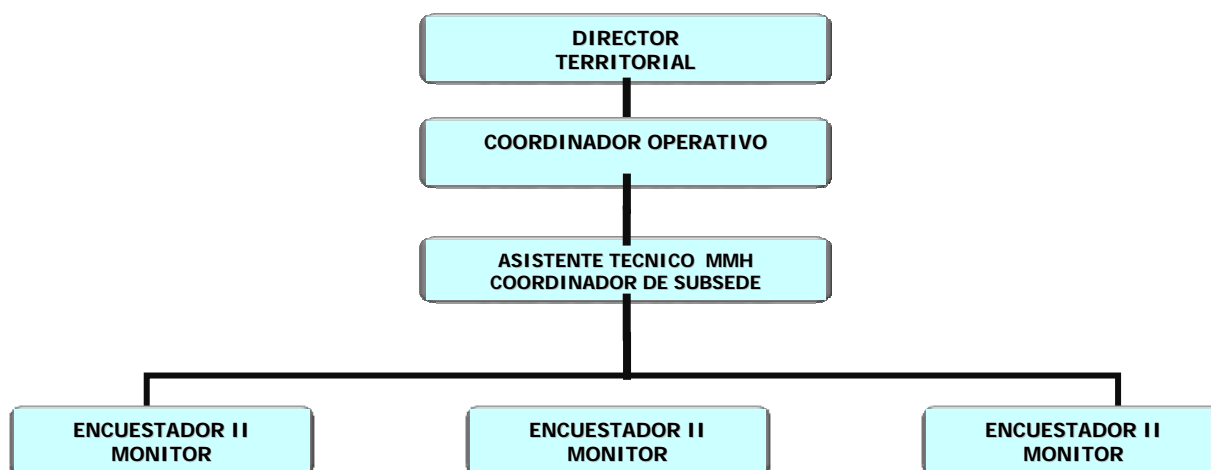 DIRECTOR
TERRITORIAL
COORDINADOR OPERATIVO
ASISTENTE TECNICO MMH
COORDINADOR DE SUBSEDE
ENCUESTADOR II
MONITOR
ENCUESTADOR II
MONITOR
ENCUESTADOR II
MONITOR